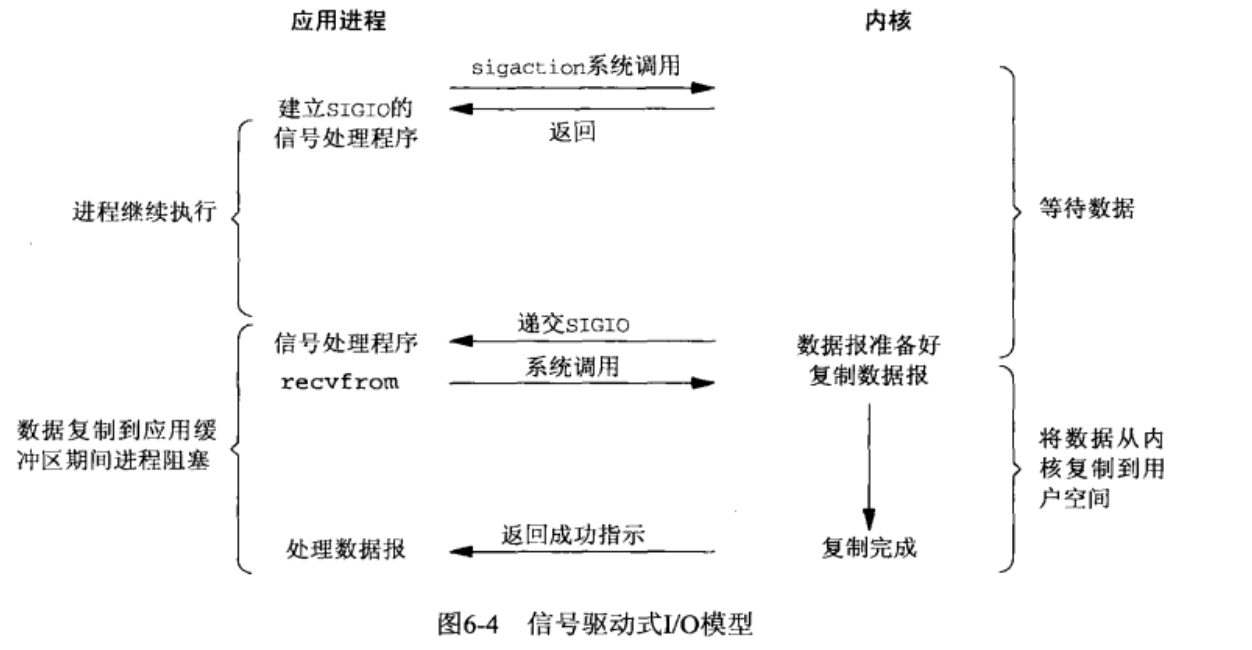 应用进程
内核
sigaction系统调用
建立SIGIO的
信号处理程序
返回
进程继续执行
等待数据
递交SIGIO
信号处理程序
数据报准备好
系统调用
recvfrom
复制数据报
数据复制到应用缓
冲区期间进程阻塞
将数据从内
核复制到用
户空间
返回成功指示
处理数据报
复制完成
图6-4 信号驱动式I/O模型